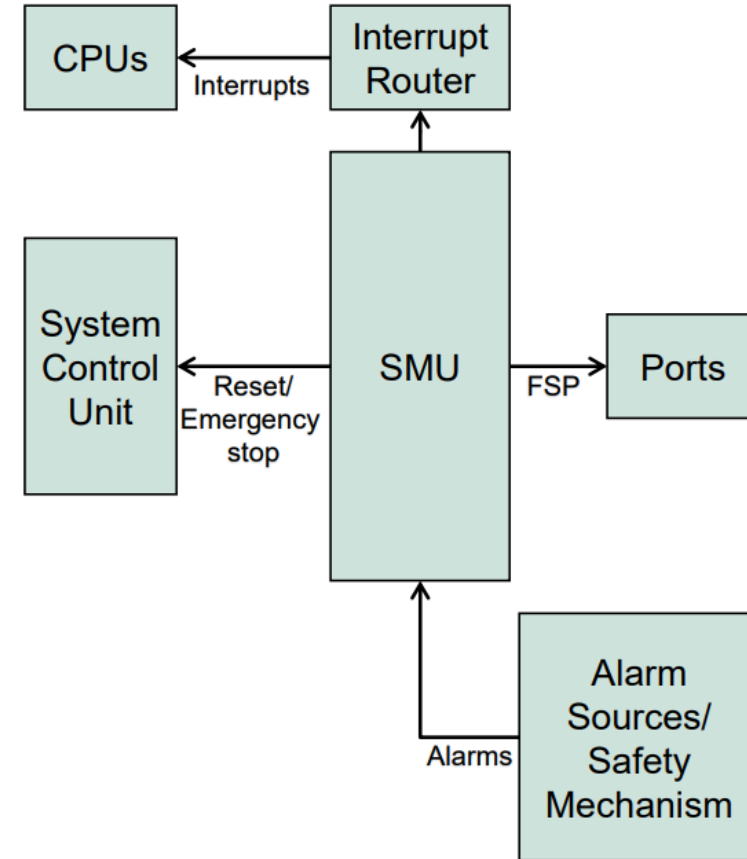 CPUs
Interrupts
Interrupt
Router
System
Control
Unit
Reset/
Emergency
stop
SMU
FSP
Ports
Alarms
Alarm
Sources/
Safety
Mechanism